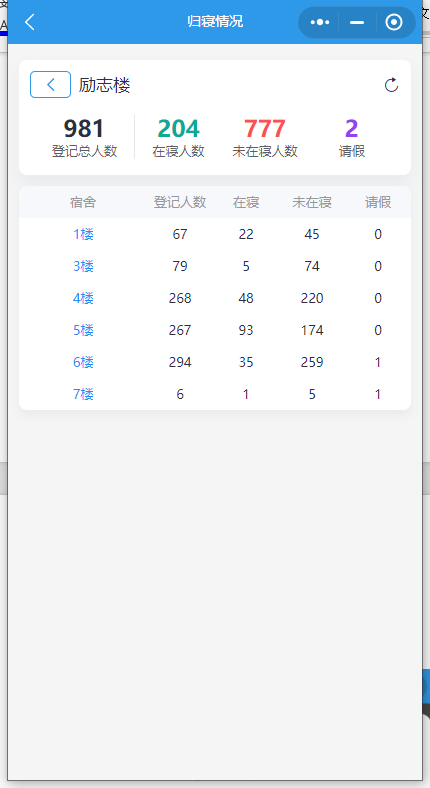 归寝情况
励志楼
981 204 777 2
登记总人数 在寝人数 未在寝人数 请假
宿舍 登记人数 在寝 未在寝 请假
1楼 67 22 45 0
3楼 79 5 74 0
4楼 268 48 220 0
5楼 267 93 174 0
6楼 294 35 259 1
7楼 6 1 5 1